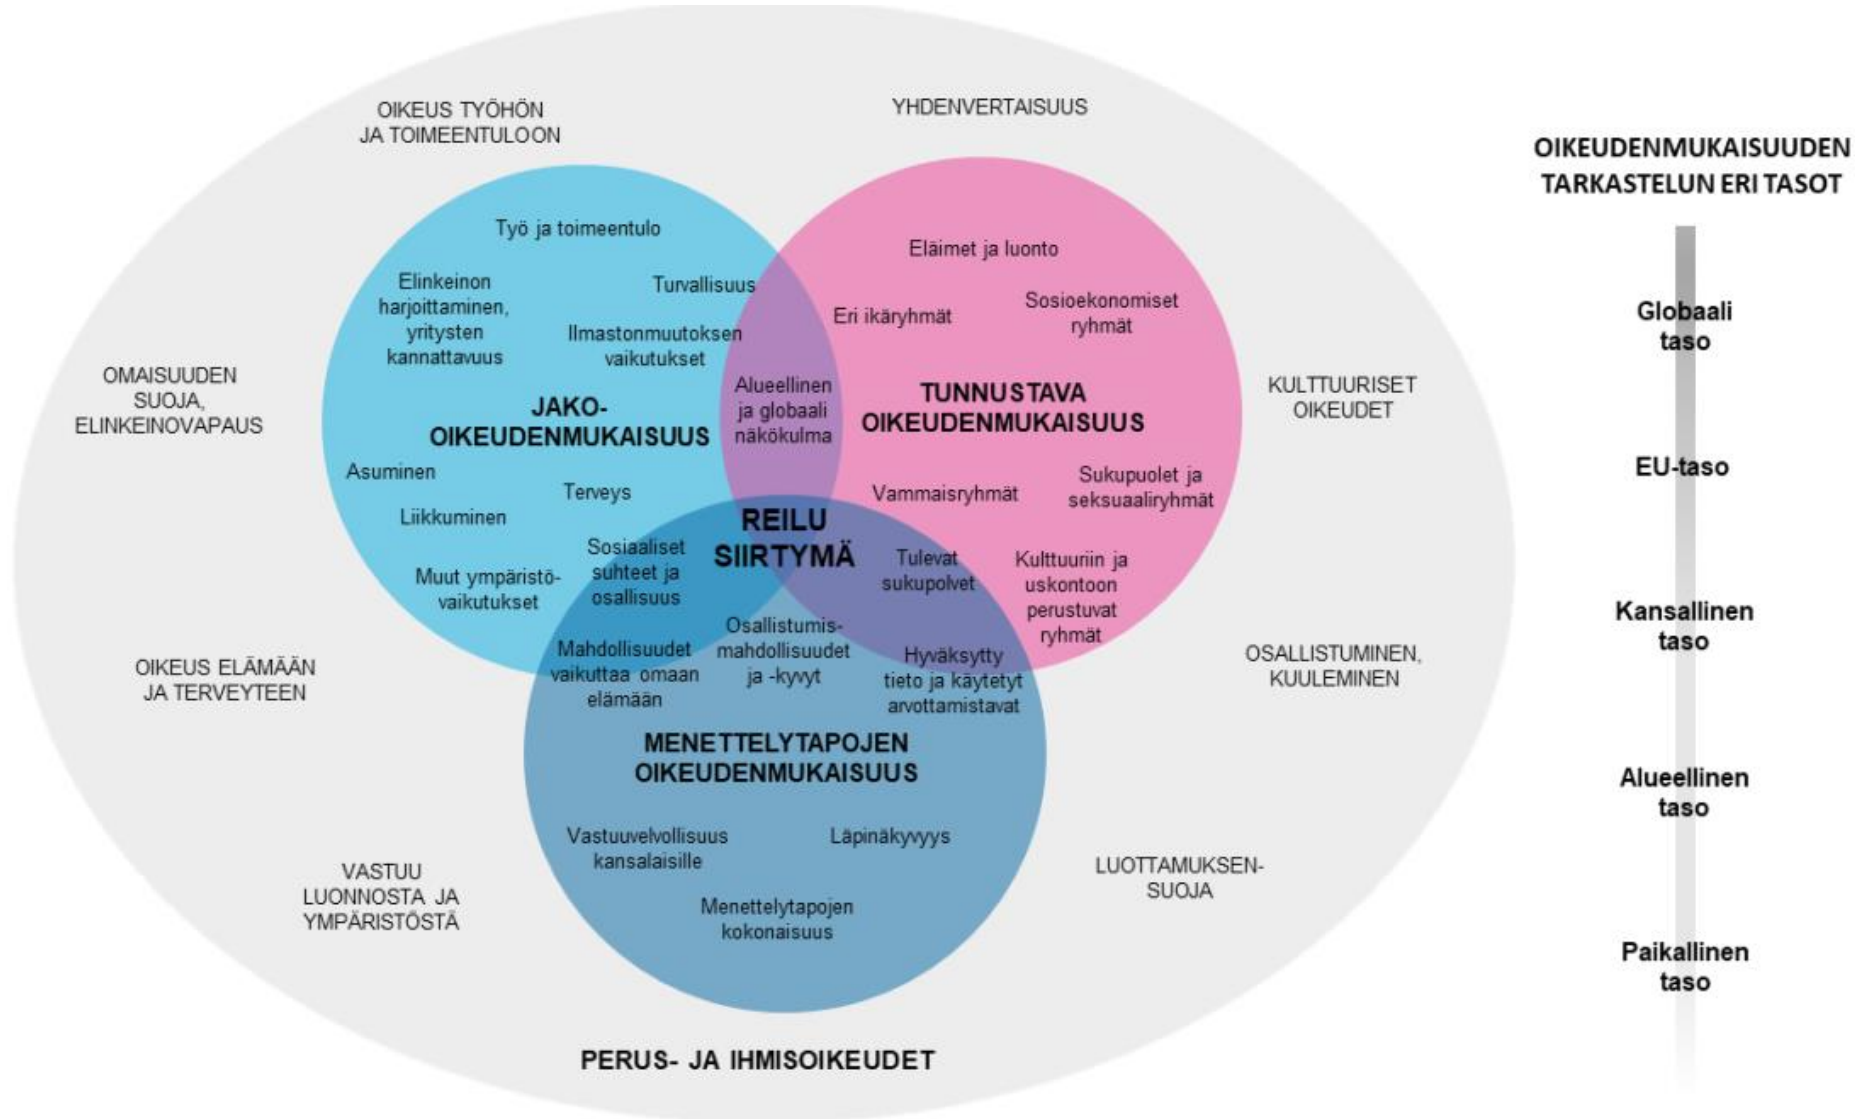 OIKEUS TYÖHÖN
JA TOIMEENTULOON
YHDENVERTAISUUS
OMAISUUDEN
SUOJA,
ELINKEINOVAPAUS
KULTTUURISET
OIKEUDET
OIKEUS ELÄMÄÄN
JA TERVEYTEEN
OSALLISTUMINEN,
KUULEMINEN
VASTUU
LUONNOSTA JA
YMPÄRISTÖSTÄ
LUOTTAMUKSEN-
SUOJA
Työ ja toimeentulo
Elinkeinon
harjoittaminen,
yritysten
kannattavuus
Turvallisuus
Ilmastonmuutoksen
vaikutukset
JAKO-
OIKEUDENMUKAISUUS
Asuminen
Terveys
Liikkuminen
Muut ympäristö-
vaikutukset
Sosiaaliset
suhteet ja
osallisuus
Alueellinen
ja globaali
näkökulma
Eläimet ja luonto
Eri ikäryhmät
Sosioekonomiset
ryhmät
TUNNUSTAVA
OIKEUDENMUKAISUUS
Vammaisryhmät
Sukupuolet ja
seksuaaliryhmät
Tulevat
sukupolvet
Kulttuuriin ja
uskontoon
perustuvat
ryhmät
REILU
SIIRTYMÄ
Mahdollisuudet
vaikuttaa omaan
elämään
Osallistumis-
mahdollisuudet
ja -kyvyt
Hyväksytty
tieto ja käytetyt
arvottamistavat
MENETTELYTAPOJEN
OIKEUDENMUKAISUUS
Vastuuvelvollisuus
kansalaisille
Läpinäkyvyys
Menettelytapojen
kokonaisuus
PERUS- JA IHMISOIKEUDET
OIKEUDENMUKAISUUDEN
TARKASTELUN ERI TASOT
Globaali
taso
EU-taso
Kansallinen
taso
Alueellinen
taso
Paikallinen
taso